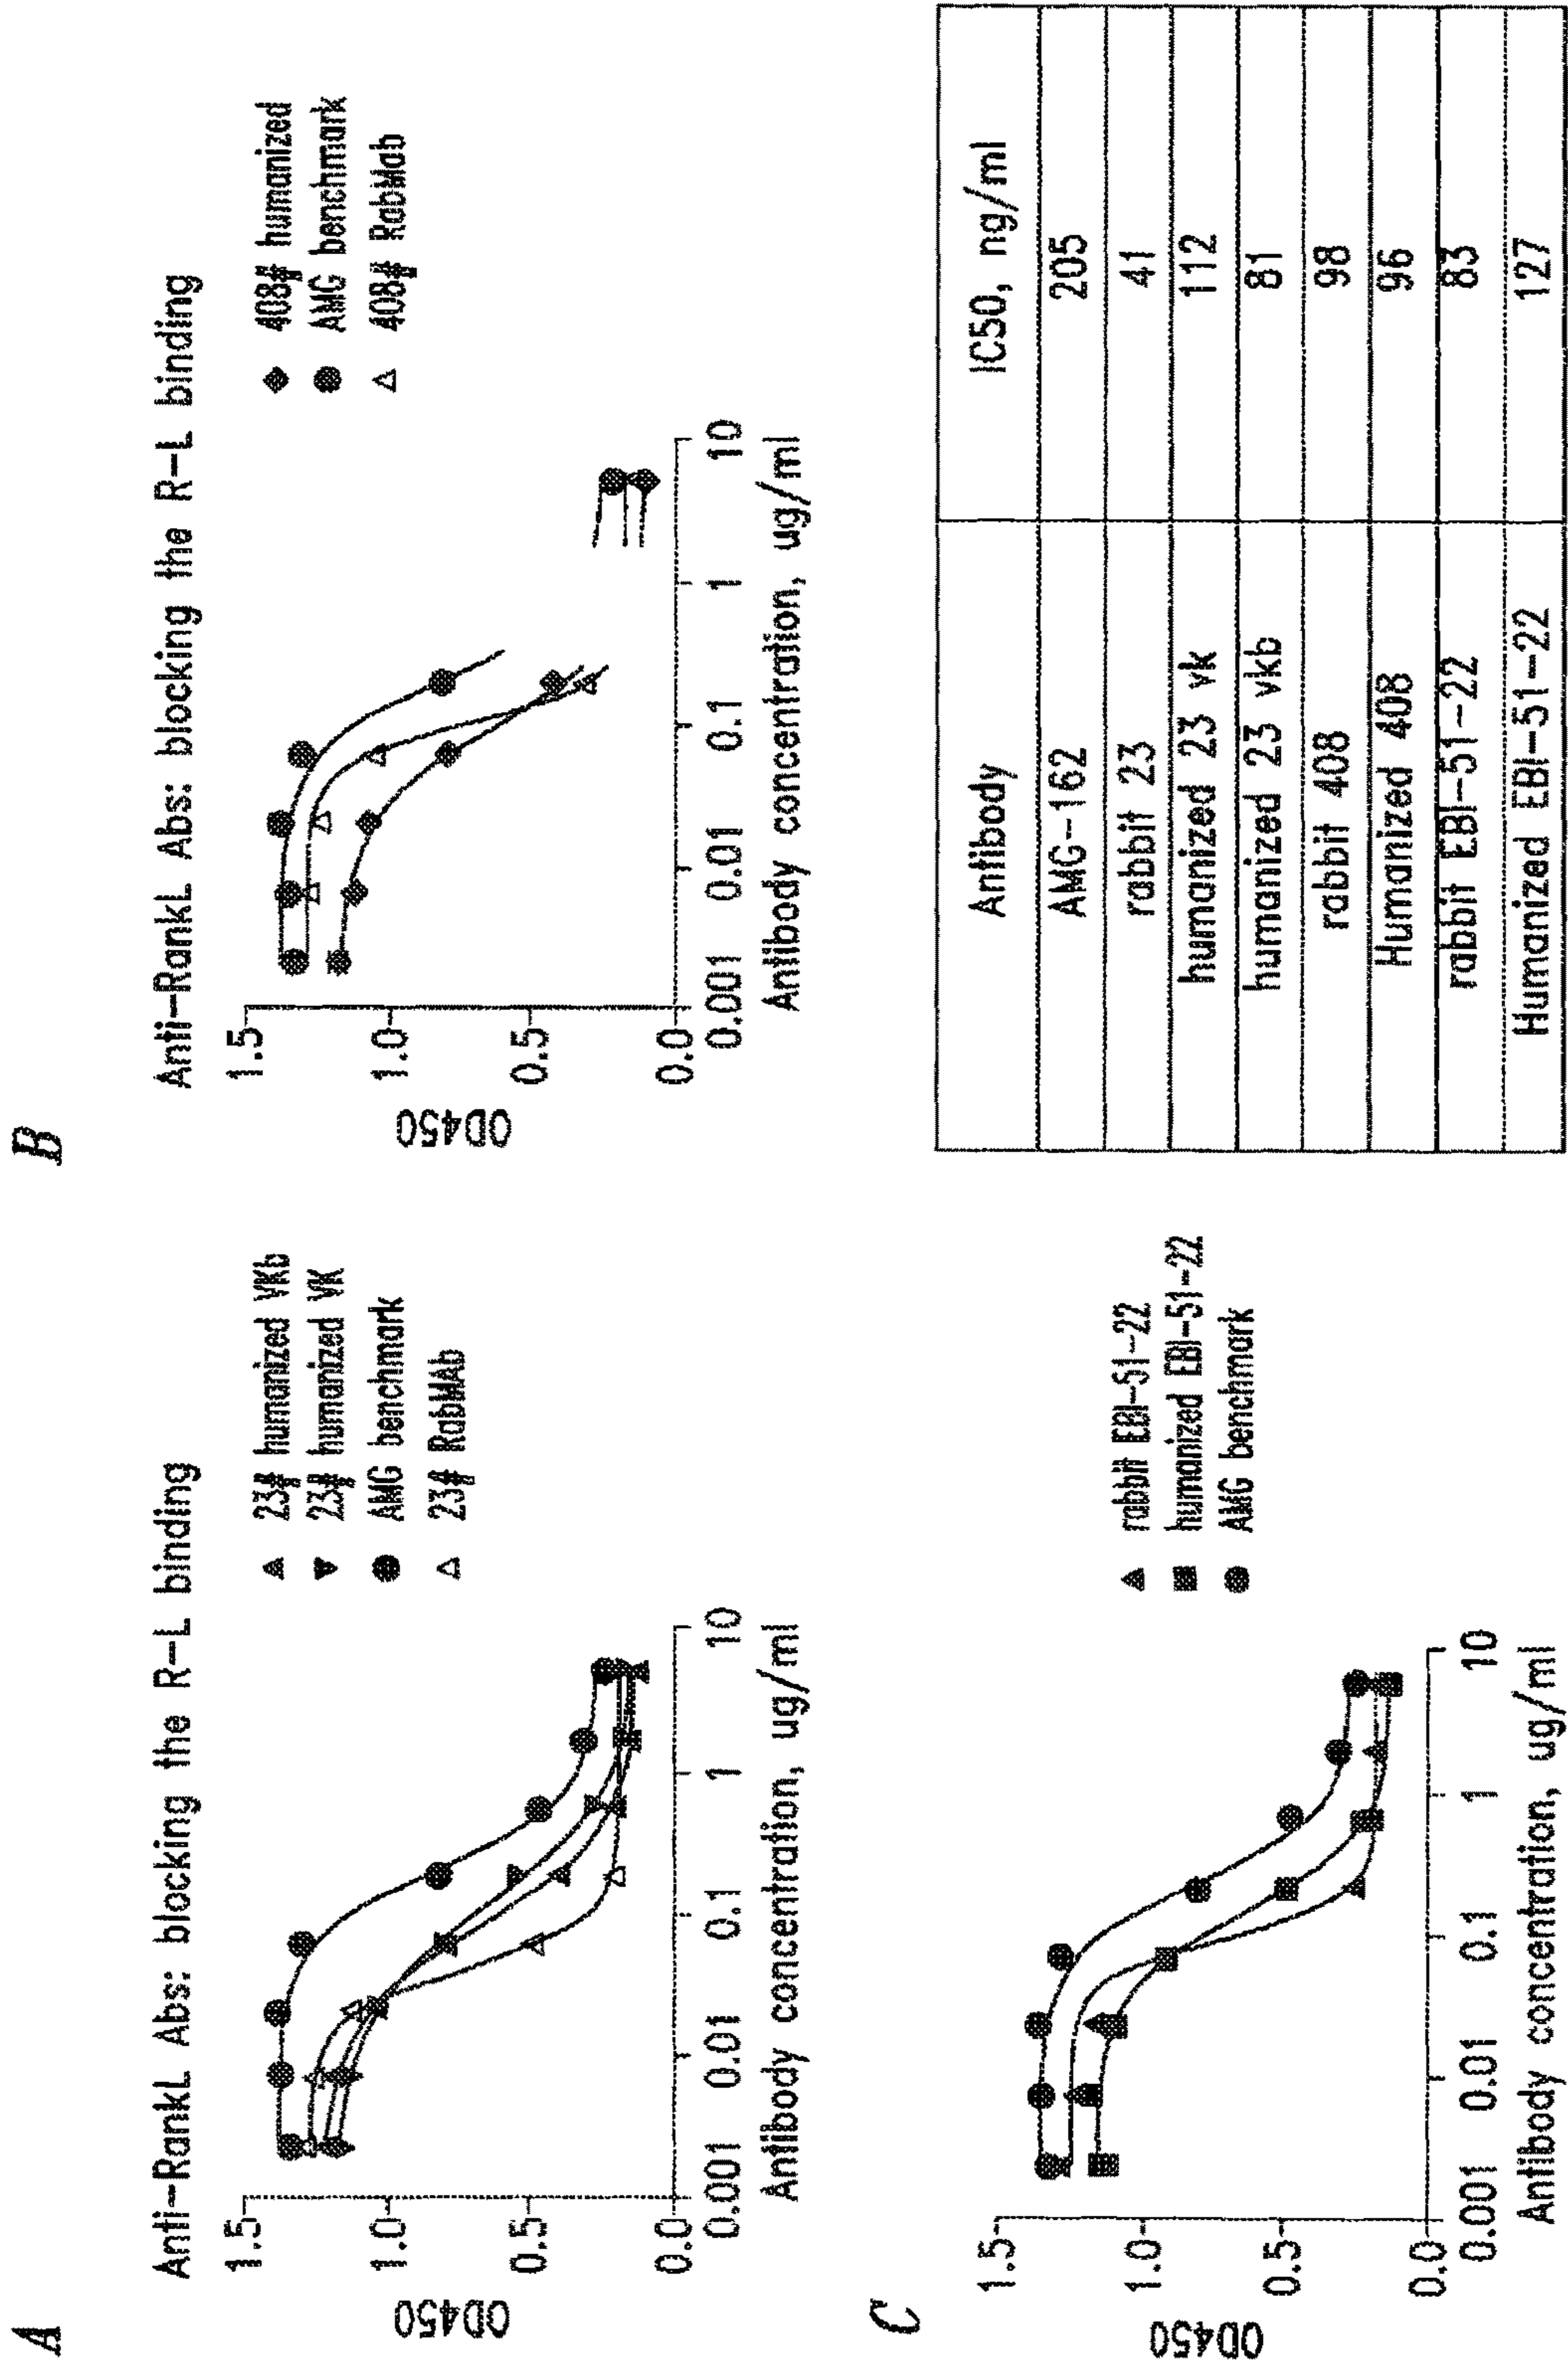 A
Anti-RankL Abs: blocking the R-L binding
1.5
1.0
0.5
0.0
OD450
0.001 0.01 0.1 1 10
Antibody concentration, ug/ml
23# humanized VKb
23# humanized VK
AMG benchmark
23# RabMAb
B
Anti-RankL Abs: blocking the R-L binding
1.5
1.0
0.5
0.0
OD450
0.001 0.01 0.1 1 10
Antibody concentration, ug/ml
408# humanized
AMG benchmark
408# RabMab
C
1.5
1.0
0.5
0.0
OD450
0.001 0.01 0.1 1 10
Antibody concentration, ug/ml
rabbit EBI-51-22
humanized EBI-51-22
AMG benchmark
Antibody IC50, ng/ml
AMG-162 205
rabbit 23 41
humanized 23 vk 112
humanized 23 vkb 81
rabbit 408 98
Humanized 408 96
rabbit EBI-51-22 83
Humanized EBI-51-22 127